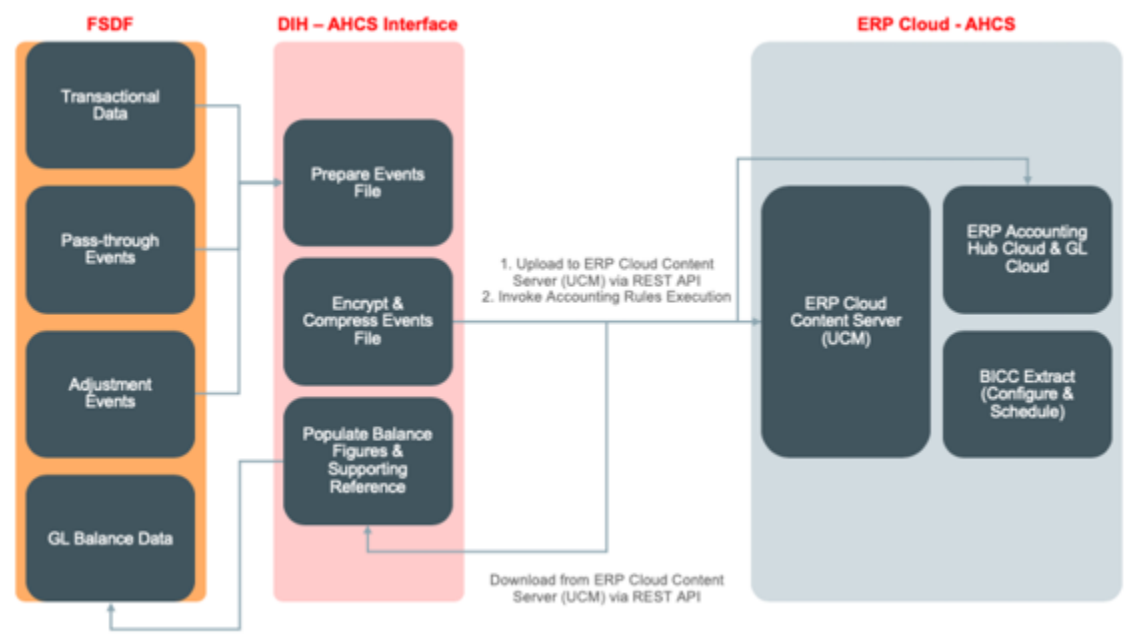 FSDF
Transactional
Data
Pass-through
Events
Adjustment
Events
GL Balance Data
DIH – AHCS Interface
Prepare Events
File
Encrypt &
Compress Events
File
Populate Balance
Figures &
Supporting
Reference
1. Upload to ERP Cloud Content
Server (UCM) via REST API
2. Invoke Accounting Rules Execution
Download from ERP Cloud Content
Server (UCM) via REST API
ERP Cloud - AHCS
ERP Cloud
Content Server
(UCM)
ERP Accounting
Hub Cloud & GL
Cloud
BICC Extract
(Configure &
Schedule)